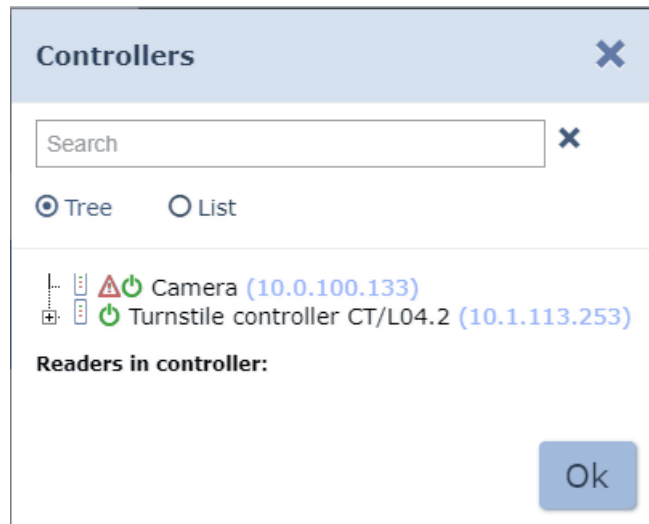 Controllers
Search
Tree List
Camera (10.0.100.133)
Turnstile controller CT/L04.2 (10.1.113.253)
Readers in controller:
Ok